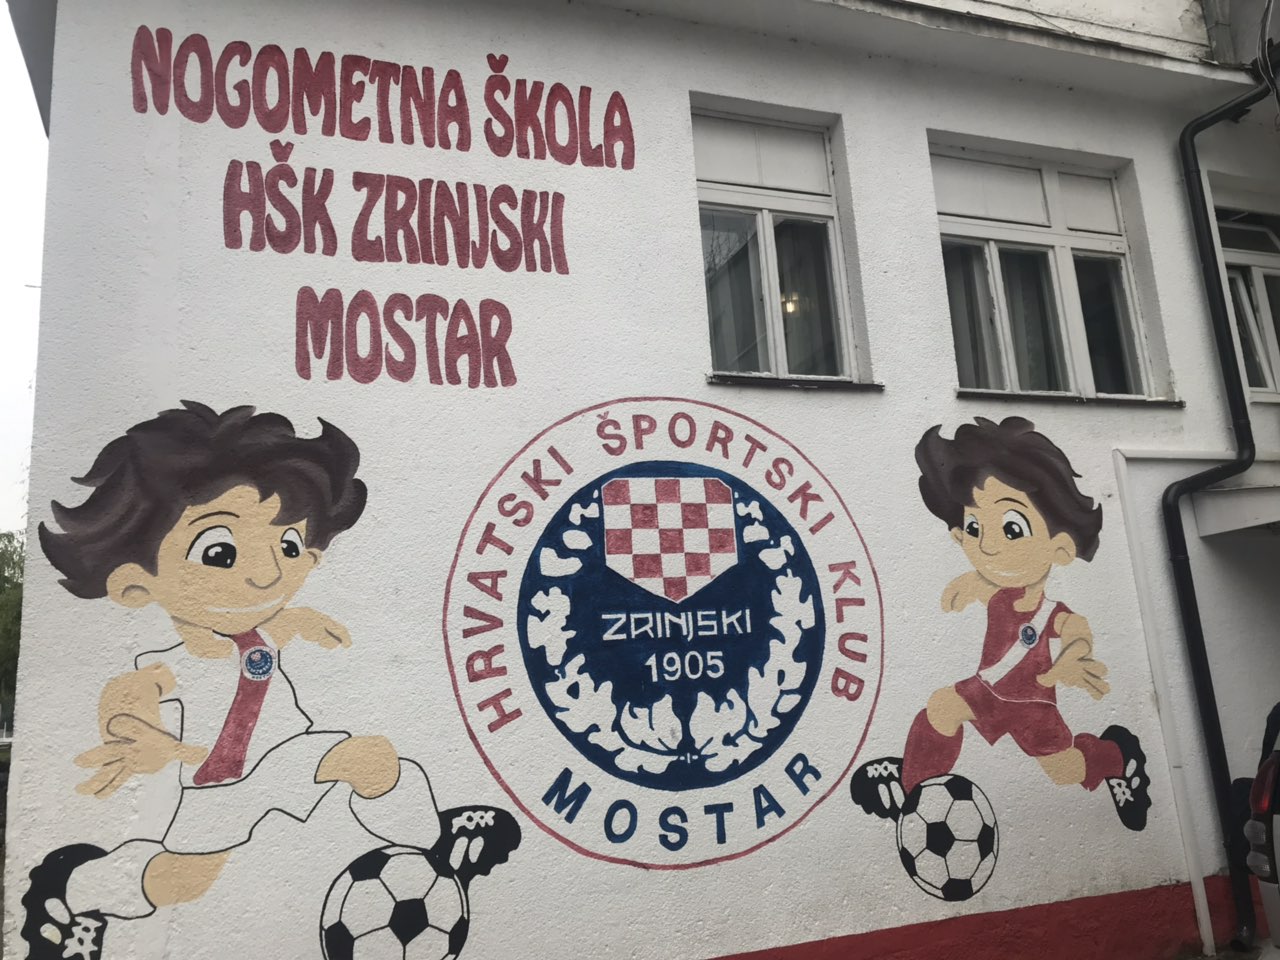 NOGOMETNA ŠKOLA
HŠK ZRINJSKI
MOSTAR
HRVATSKI ŠPORTSKI KLUB
ZRINJSKI
1905
MOSTAR